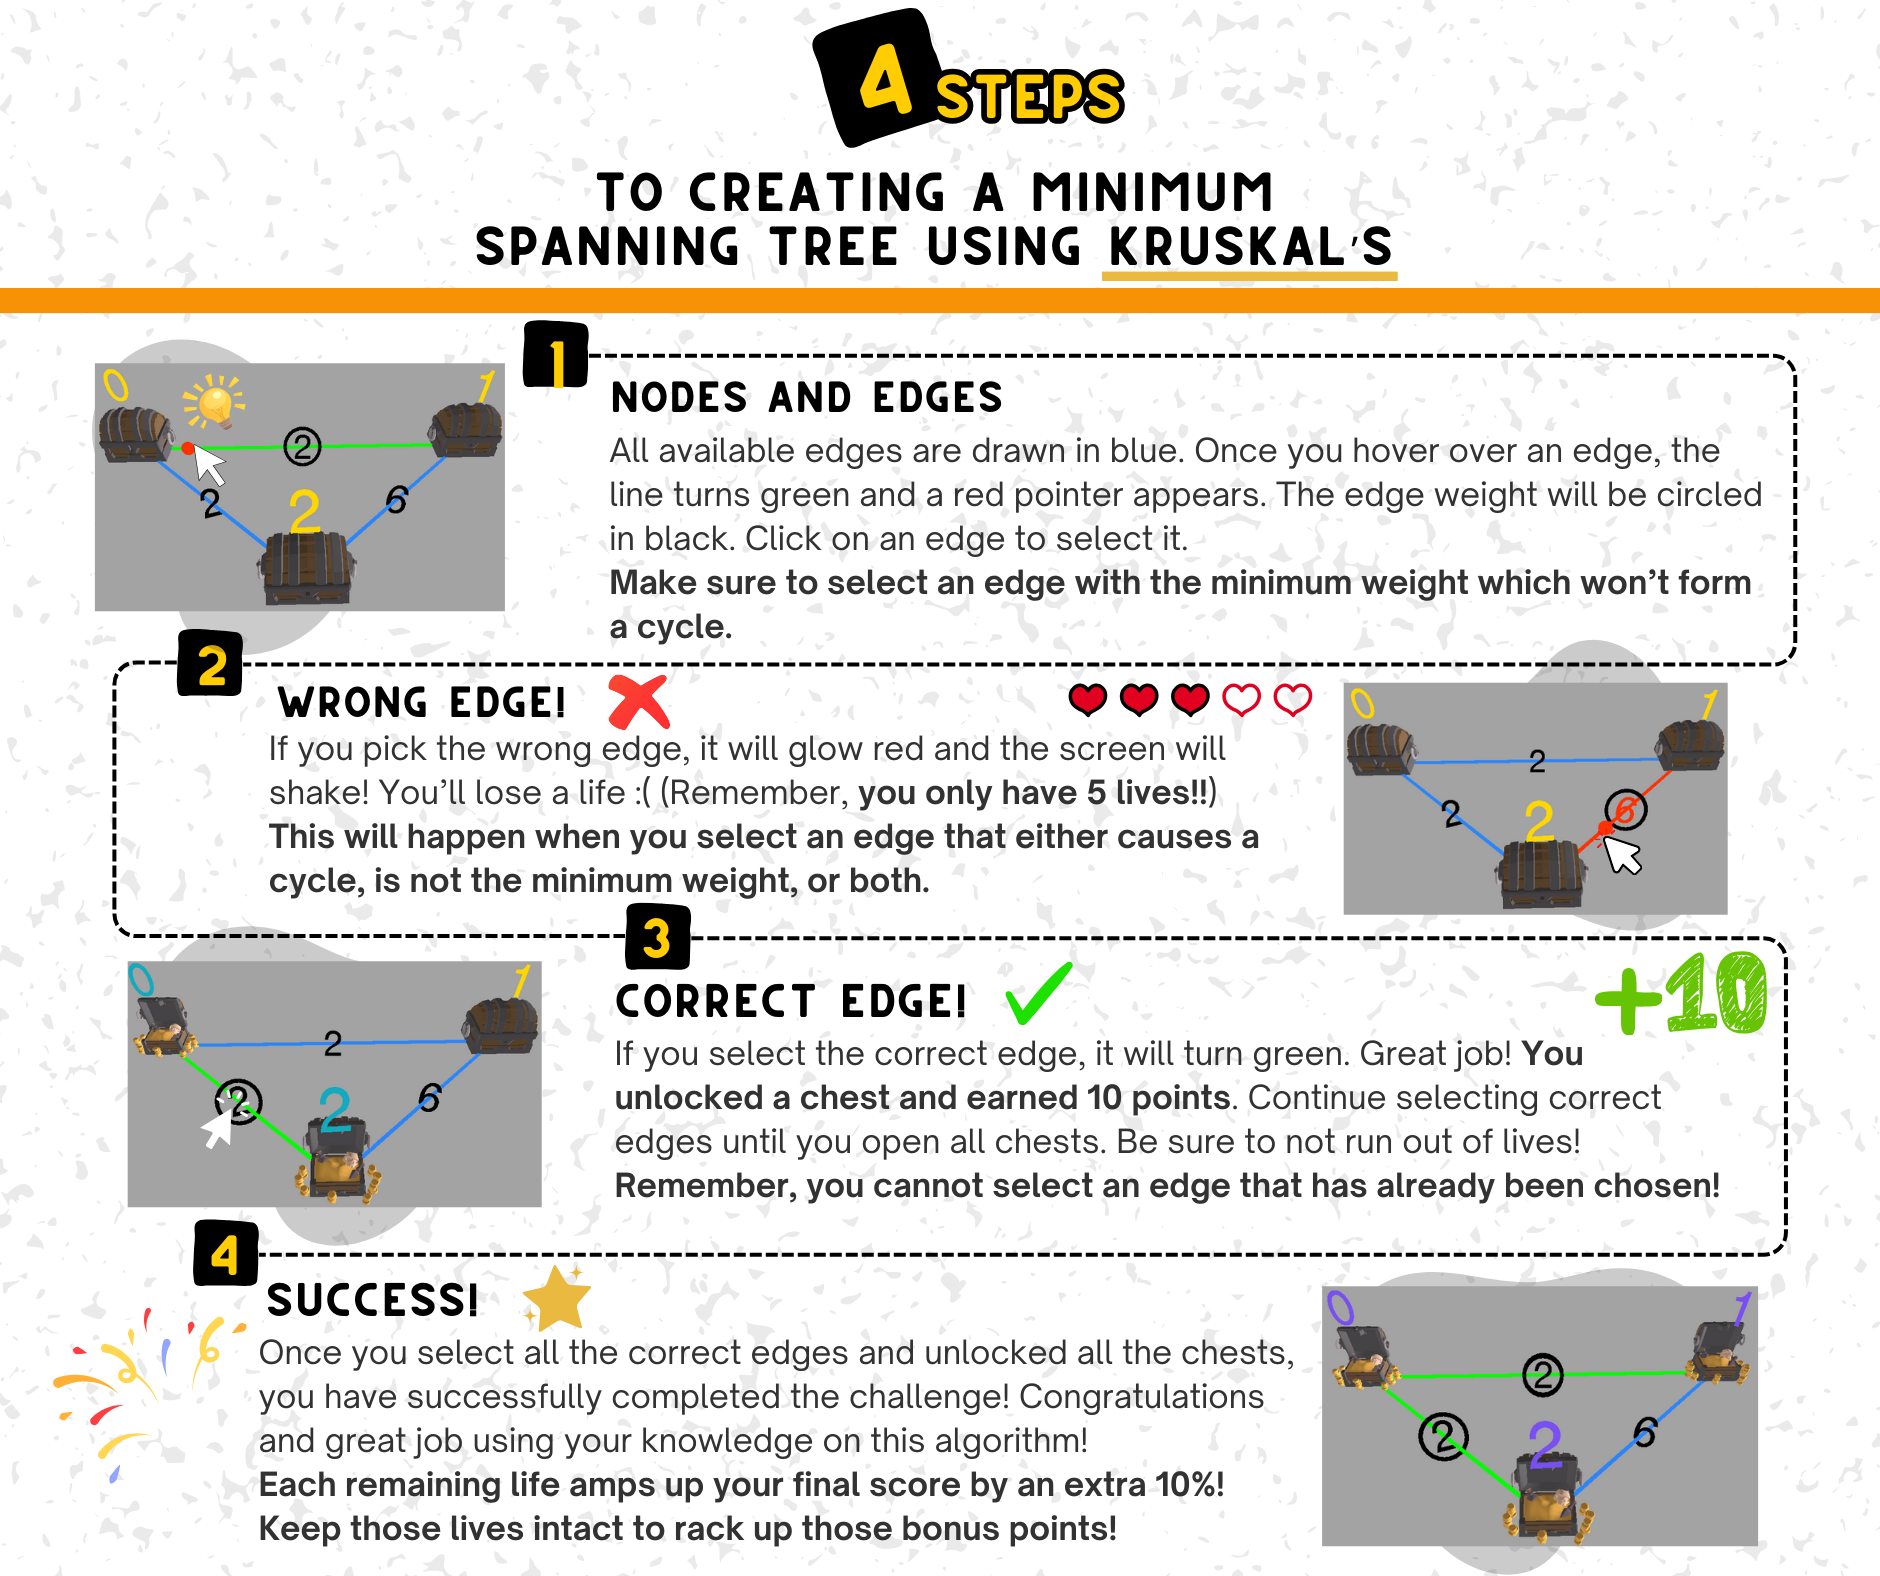 4 STEPS
TO CREATING A MINIMUM
SPANNING TREE USING KRUSKAL'S
1
NODES AND EDGES
All available edges are drawn in blue. Once you hover over an edge, the
line turns green and a red pointer appears. The edge weight will be circled
in black. Click on an edge to select it.
Make sure to select an edge with the minimum weight which won't form
a cycle.
0
1
2
2
2
6
2
WRONG EDGE!
If you pick the wrong edge, it will glow red and the screen will
shake! You'll lose a life :( (Remember, you only have 5 lives!!)
This will happen when you select an edge that either causes a
cycle, is not the minimum weight, or both.
0
1
2
2
2
6
3
CORRECT EDGE!
+10
If you select the correct edge, it will turn green. Great job! You
unlocked a chest and earned 10 points. Continue selecting correct
edges until you open all chests. Be sure to not run out of lives!
Remember, you cannot select an edge that has already been chosen!
0
1
2
2
2
6
4
SUCCESS!
Once you select all the correct edges and unlocked all the chests,
you have successfully completed the challenge! Congratulations
and great job using your knowledge on this algorithm!
Each remaining life amps up your final score by an extra 10%!
Keep those lives intact to rack up those bonus points!
0
1
2
2
2
6